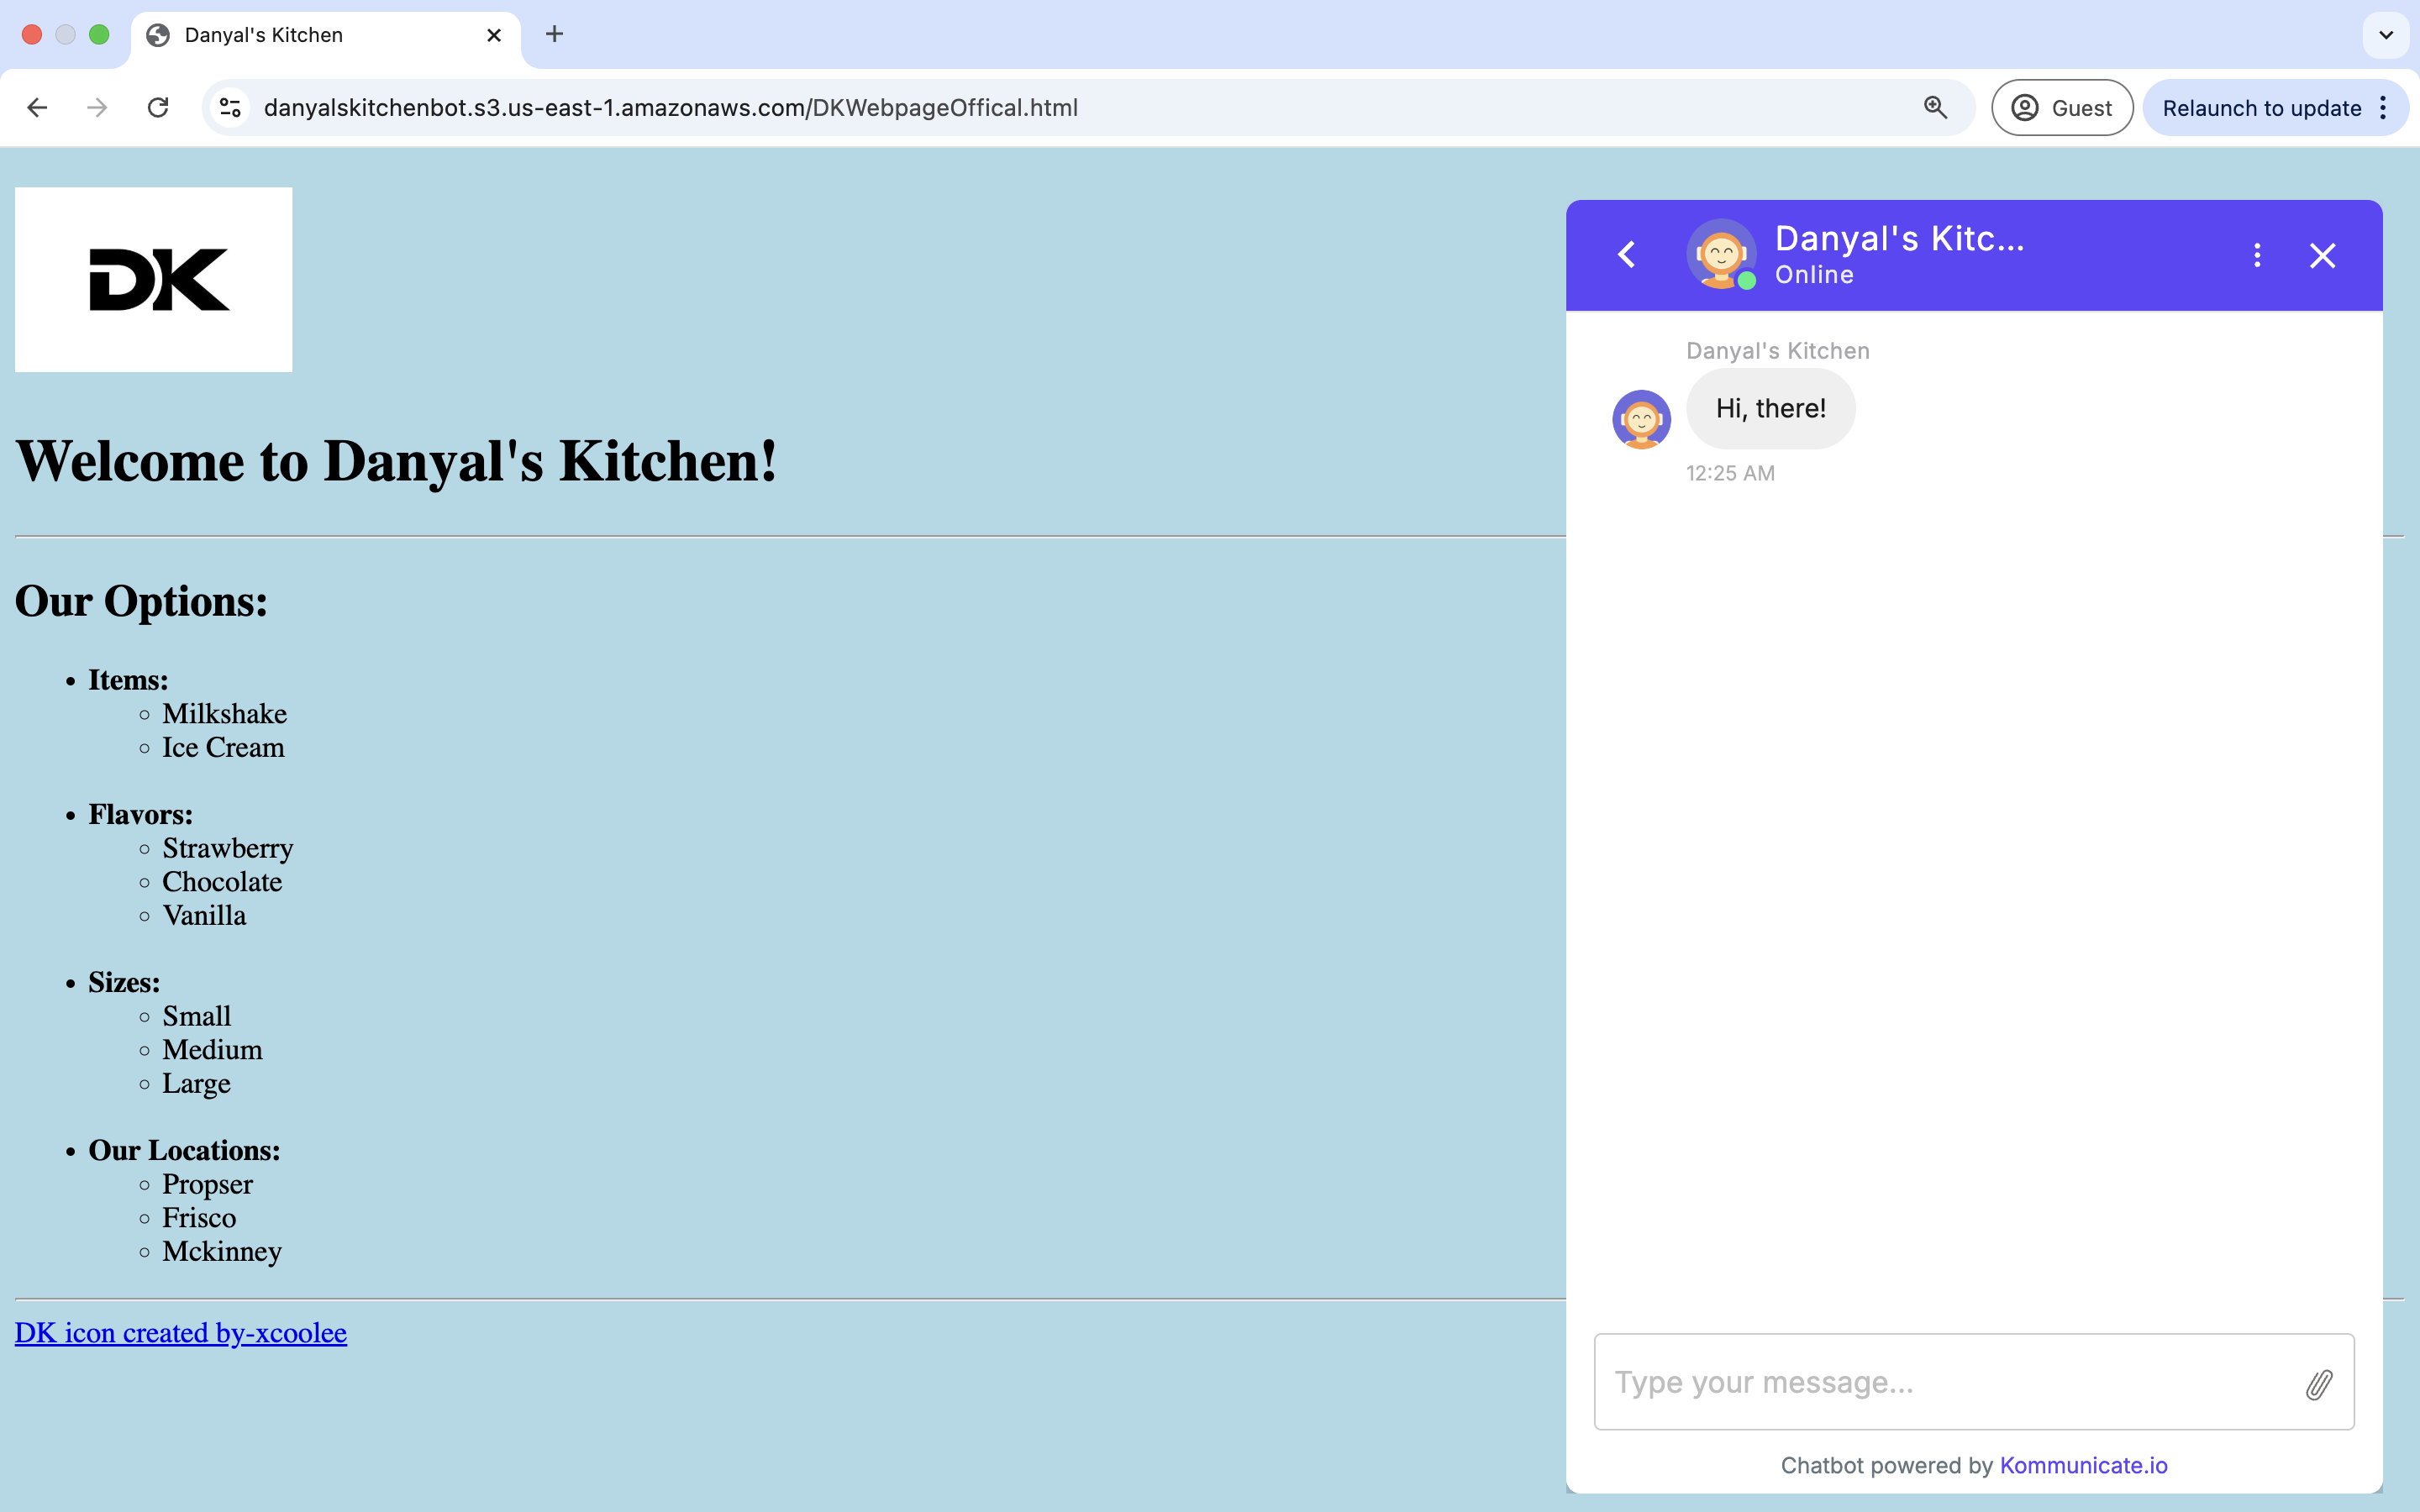 Danyal's Kitchen
danyalskitchenbot.s3.us-east-1.amazonaws.com/DKWebpageOffical.html
Guest
Relaunch to update
DK
Welcome to Danyal's Kitchen!
Our Options:
Items:
Milkshake
Ice Cream
Flavors:
Strawberry
Chocolate
Vanilla
Sizes:
Small
Medium
Large
Our Locations:
Propser
Frisco
Mckinney
DK icon created by-xcoolee
Danyal's Kitc...
Online
Danyal's Kitchen
Hi, there!
12:25 AM
Type your message...
Chatbot powered by Kommunicate.io